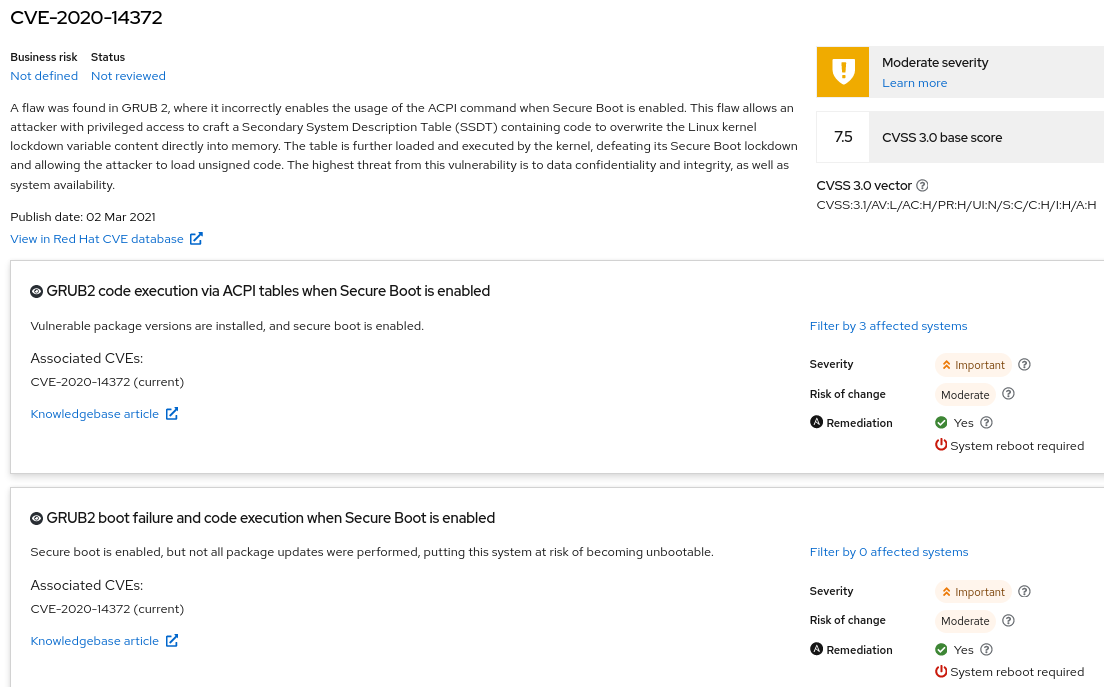 CVE-2020-14372
Business risk Status
Not defined Not reviewed
A flaw was found in GRUB 2, where it incorrectly enables the usage of the ACPI command when Secure Boot is enabled. This flaw allows an
attacker with privileged access to craft a Secondary System Description Table (SSDT) containing code to overwrite the Linux kernel
lockdown variable content directly into memory. The table is further loaded and executed by the kernel, defeating its Secure Boot lockdown
and allowing the attacker to load unsigned code. The highest threat from this vulnerability is to data confidentiality and integrity, as well as
system availability.
Publish date: 02 Mar 2021
View in Red Hat CVE database
Moderate severity
Learn more
7.5 CVSS 3.0 base score
CVSS 3.0 vector
CVSS:3.1/AV:L/AC:H/PR:H/UI:N/S:C/C:H/I:H/A:H
GRUB2 code execution via ACPI tables when Secure Boot is enabled
Vulnerable package versions are installed, and secure boot is enabled.
Associated CVEs:
CVE-2020-14372 (current)
Knowledgebase article
Filter by 3 affected systems
Severity Important
Risk of change Moderate
Remediation Yes
System reboot required
GRUB2 boot failure and code execution when Secure Boot is enabled
Secure boot is enabled, but not all package updates were performed, putting this system at risk of becoming unbootable.
Associated CVEs:
CVE-2020-14372 (current)
Knowledgebase article
Filter by 0 affected systems
Severity Important
Risk of change Moderate
Remediation Yes
System reboot required